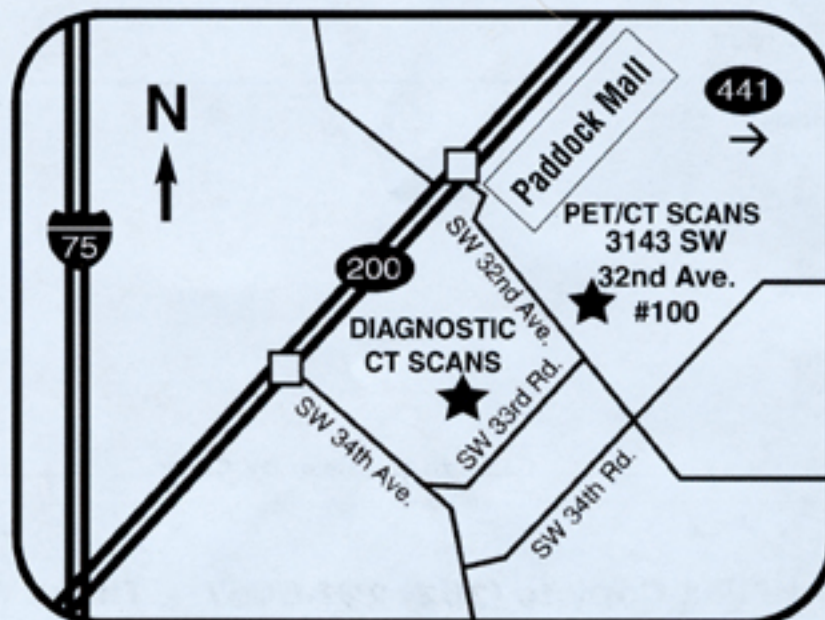 N
75
200
441
Paddock Mall
PET/CT SCANS
3143 SW
32nd Ave.
#100
SW 32nd Ave.
DIAGNOSTIC
CT SCANS
SW 33rd Rd.
SW 34th Ave.
SW 34th Rd.